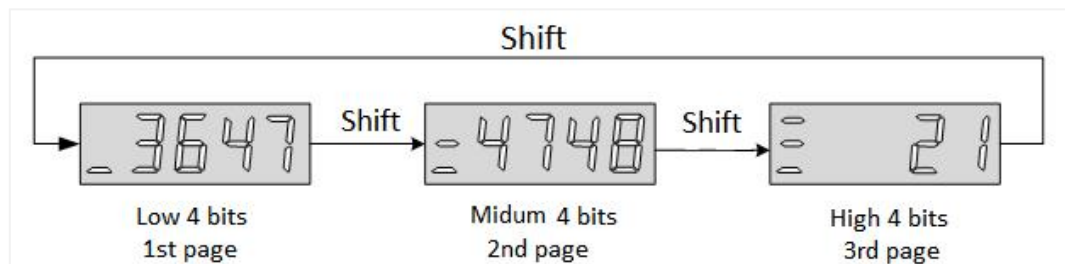 Shift
_3647
Shift
4748
Shift
21
Low 4 bits
1st page
Midum 4 bits
2nd page
High 4 bits
3rd page